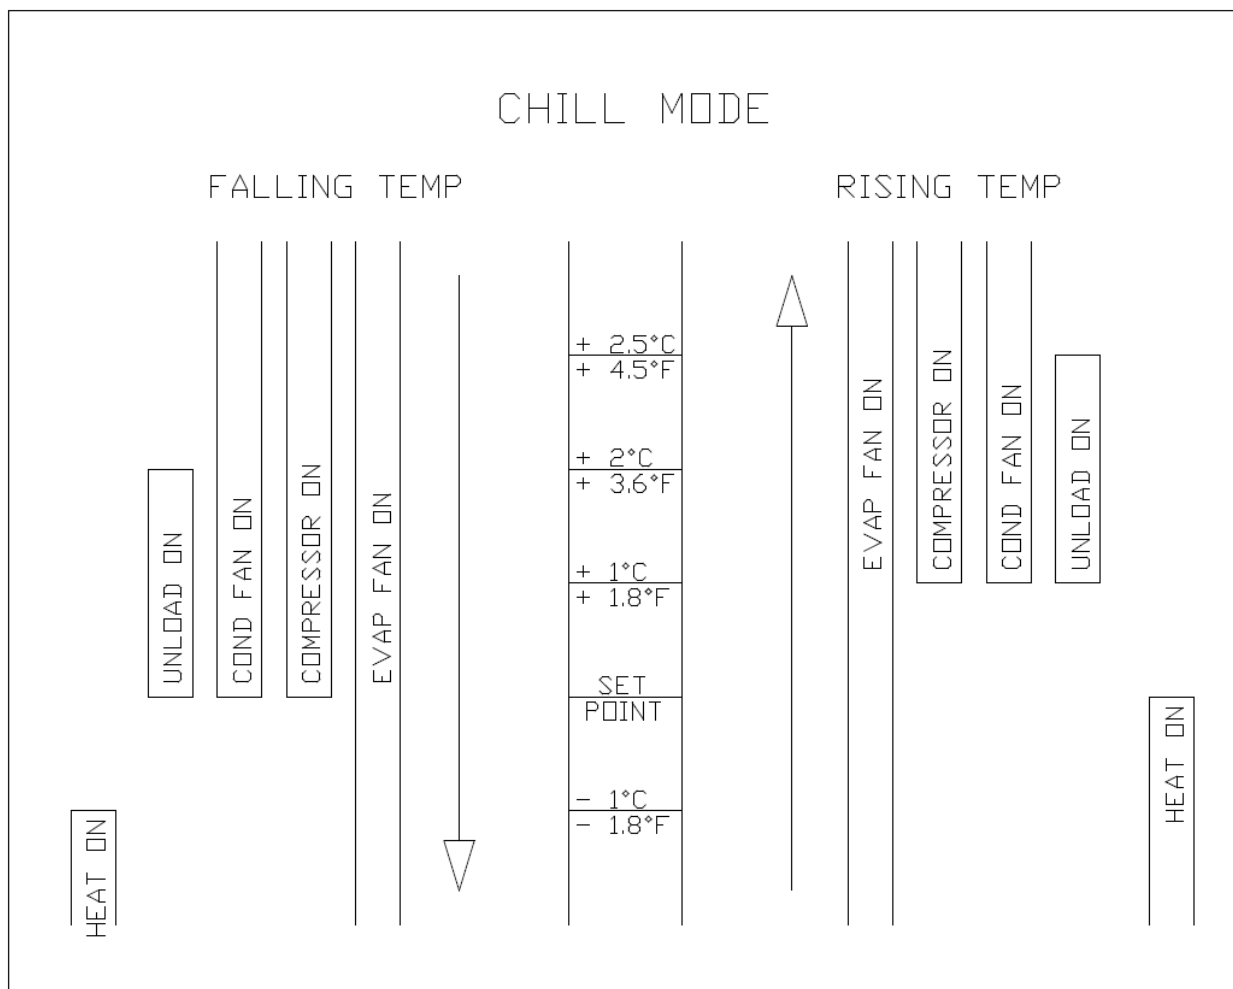 CHILL MODE
FALLING TEMP
RISING TEMP
UNLOAD ON
COND FAN ON
COMPRESSOR ON
EVAP FAN ON
HEAT ON
+ 2.5°C
+ 4.5°F
+ 2°C
+ 3.6°F
+ 1°C
+ 1.8°F
SET
POINT
- 1°C
- 1.8°F
EVAP FAN ON
COMPRESSOR ON
COND FAN ON
UNLOAD ON
HEAT ON